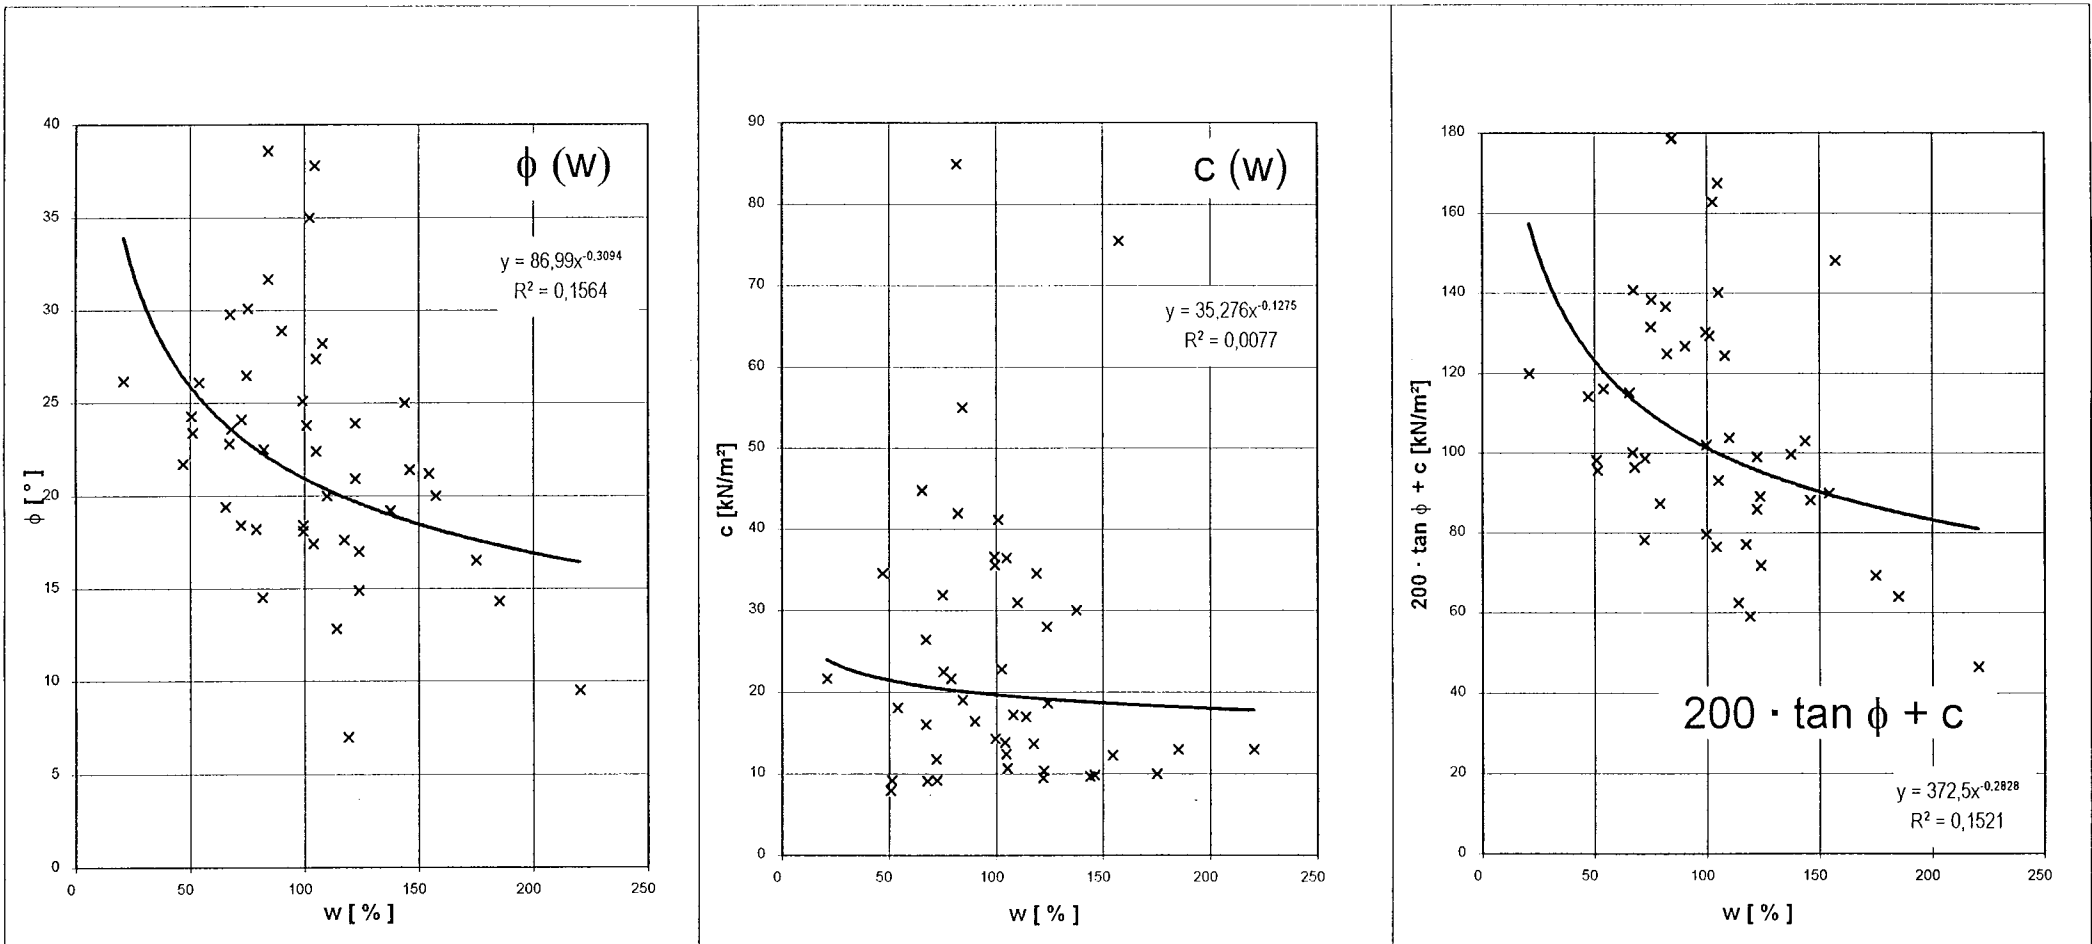 ϕ (w)
y = 86,99x^-0.3094
R² = 0,1564
40
35
30
25
20
15
10
5
0
ϕ [ ° ]
0 50 100 150 200 250
w [ % ]
c (w)
y = 35,276x^-0.1275
R² = 0,0077
90
80
70
60
50
40
30
20
10
0
c [kN/m²]
0 50 100 150 200 250
w [ % ]
180
160
140
120
100
80
60
40
20
0
200 · tan ϕ + c [kN/m²]
200 · tan ϕ + c
y = 372,5x^-0.2828
R² = 0,1521
0 50 100 150 200 250
w [ % ]